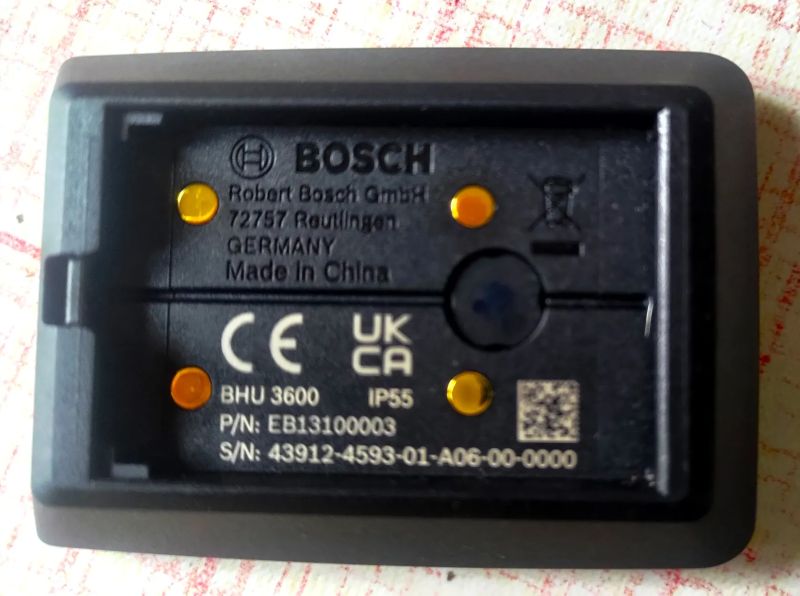 BOSCH
Robert Bosch GmbH
72757 Reutlingen
GERMANY
Made in China
CE
UK
CA
BHU 3600 IP55
P/N: EB13100003
S/N: 43912-4593-01-A06-00-0000